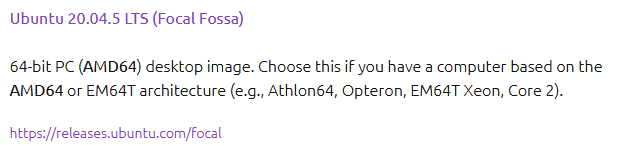 Ubuntu 20.04.5 LTS (Focal Fossa)
64-bit PC (AMD64) desktop image. Choose this if you have a computer based on the
AMD64 or EM64T architecture (e.g., Athlon64, Opteron, EM64T Xeon, Core 2).
https://releases.ubuntu.com/focal